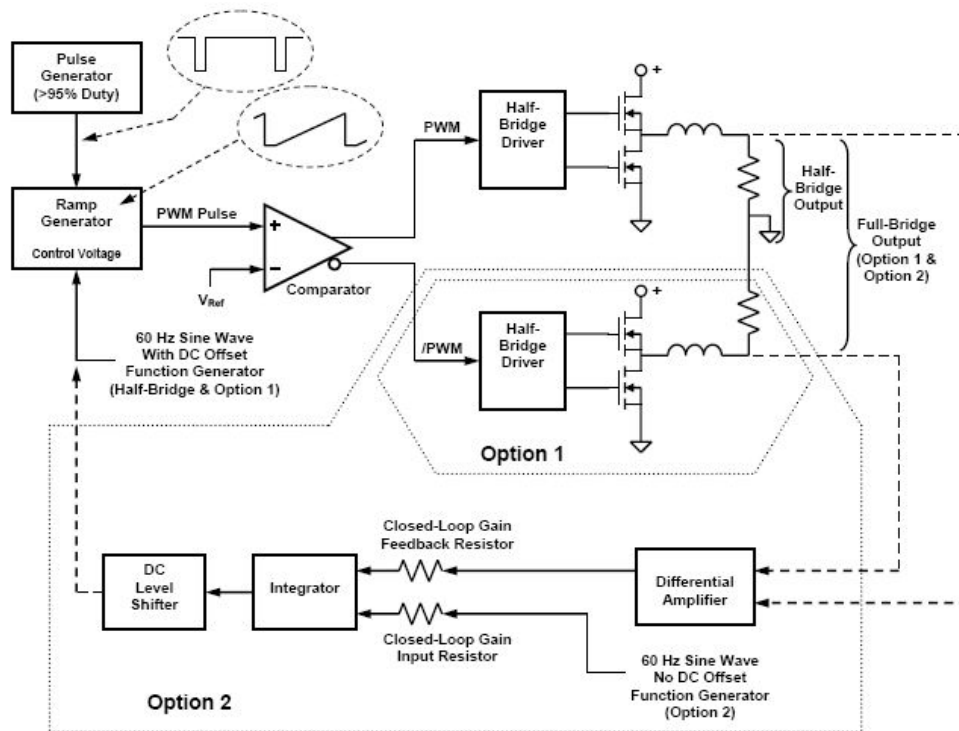 Pulse
Generator
(>95% Duty)
Ramp
Generator
Control Voltage
PWM Pulse
+
−
VRef
Comparator
PWM
/PWM
Half-
Bridge
Driver
+
Half-
Bridge
Output
Full-Bridge
Output
(Option 1 &
Option 2)
60 Hz Sine Wave
With DC Offset
Function Generator
(Half-Bridge & Option 1)
Half-
Bridge
Driver
+
Option 1
Closed-Loop Gain
Feedback Resistor
DC
Level
Shifter
Integrator
Differential
Amplifier
Closed-Loop Gain
Input Resistor
60 Hz Sine Wave
No DC Offset
Function Generator
(Option 2)
Option 2